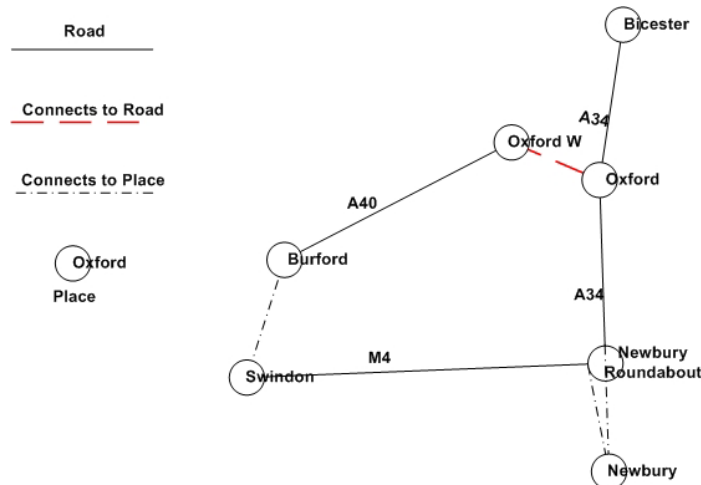 Road
Connects to Road
Connects to Place
Oxford
Place
Bicester
A34
Oxford W
Oxford
A40
Burford
A34
M4
Swindon
Newbury
Roundabout
Newbury